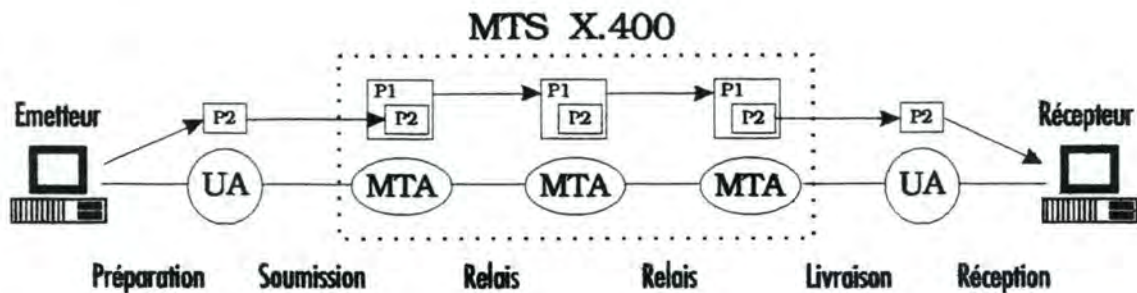 MTS X.400
Emetteur
P2
P1
P2
P1
P2
P1
P2
P2
Récepteur
UA
MTA
MTA
MTA
UA
Préparation
Soumission
Relais
Relais
Livraison
Réception